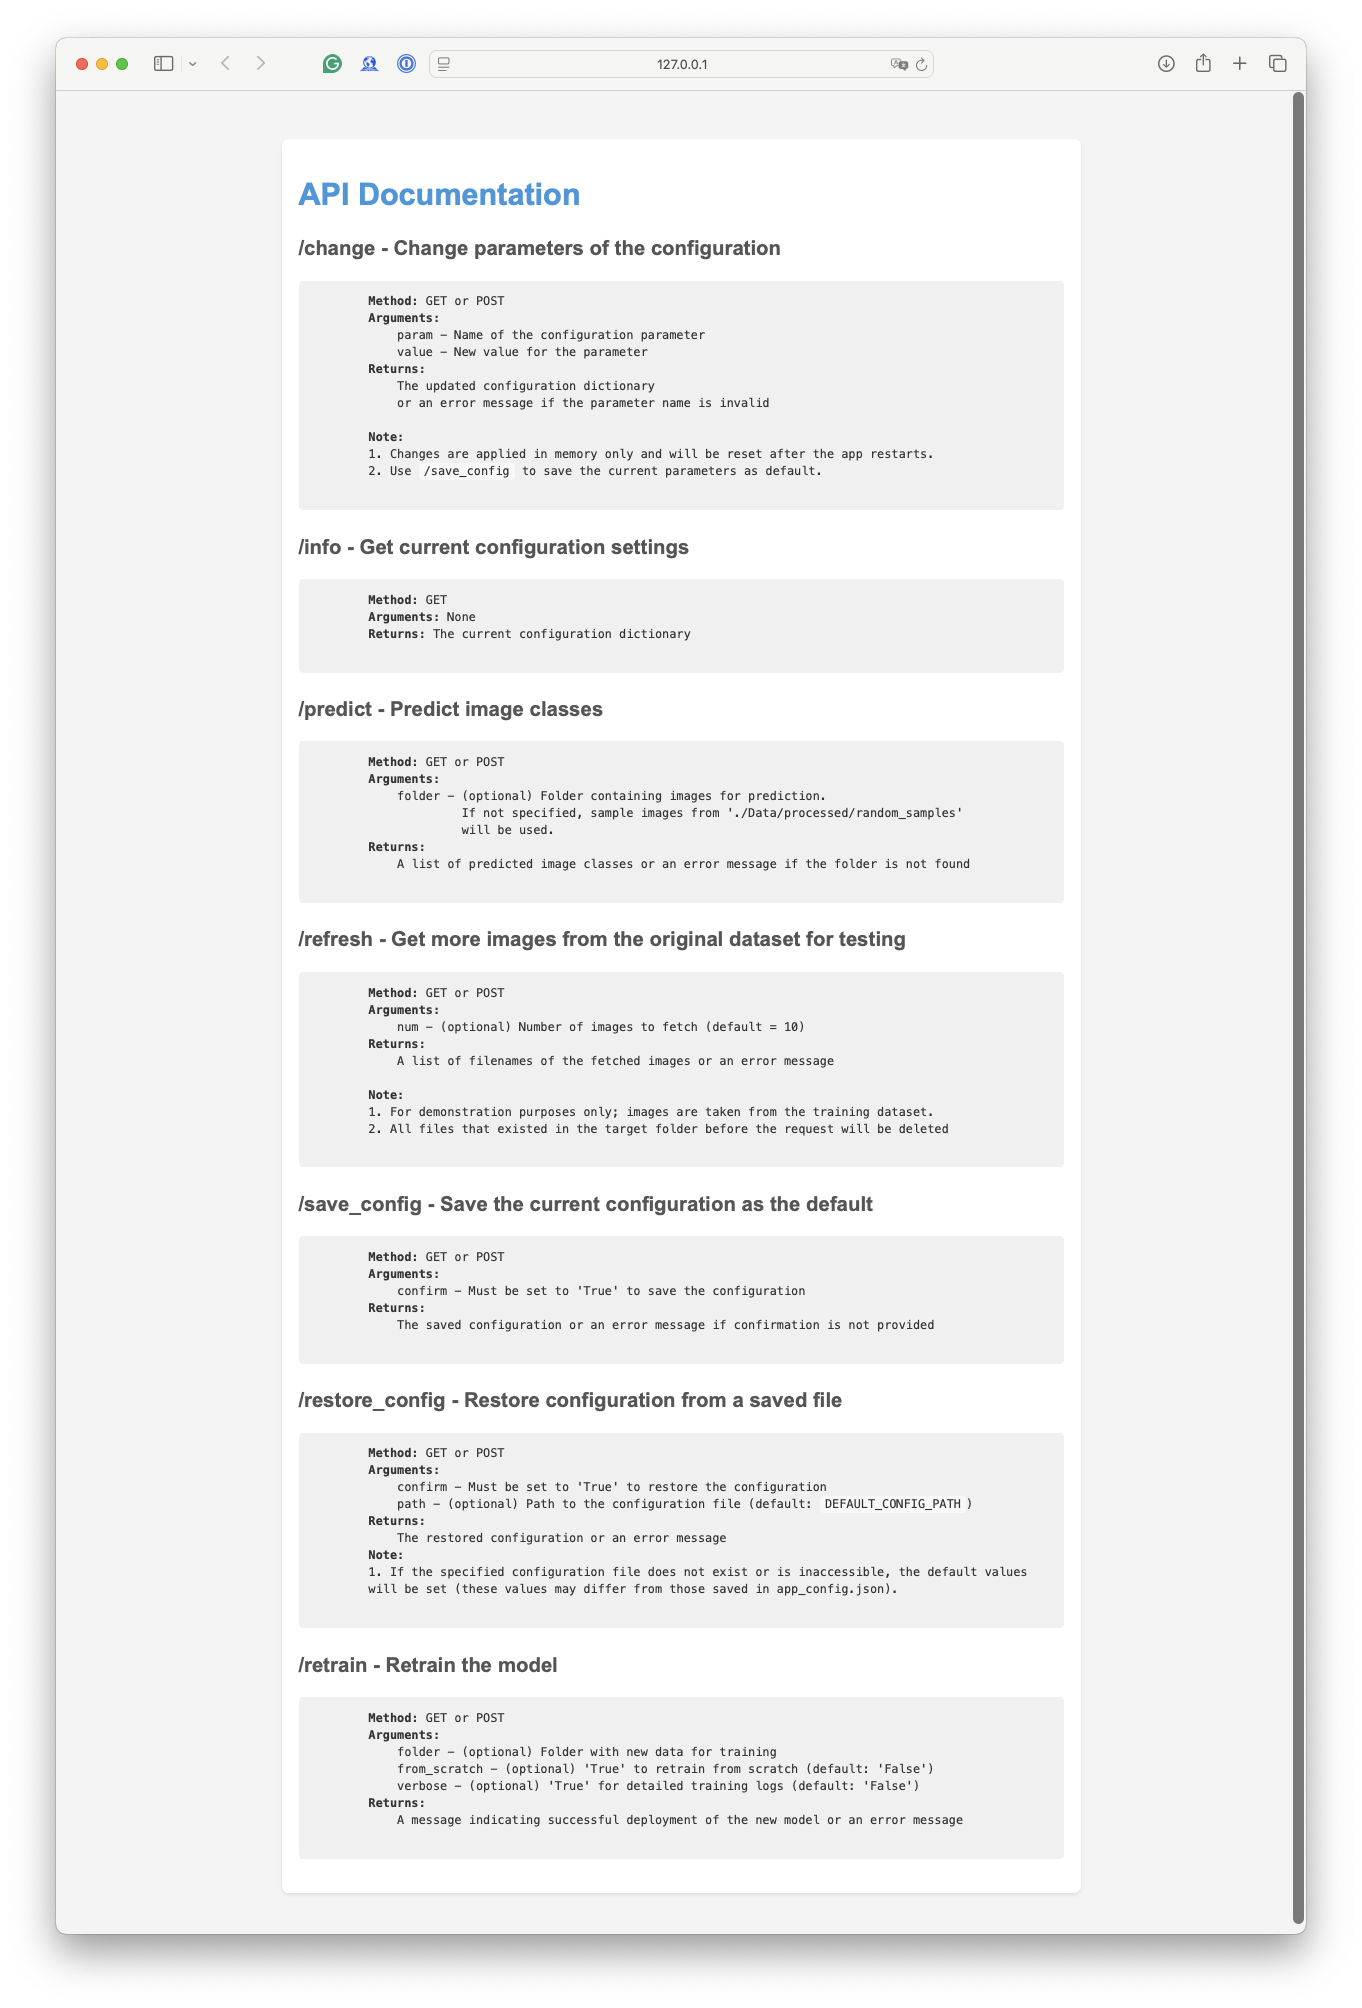 127.0.0.1
API Documentation
/change - Change parameters of the configuration
Method: GET or POST
Arguments:
param – Name of the configuration parameter
value – New value for the parameter
Returns:
The updated configuration dictionary
or an error message if the parameter name is invalid
Note:
1. Changes are applied in memory only and will be reset after the app restarts.
2. Use /save_config to save the current parameters as default.
/info - Get current configuration settings
Method: GET
Arguments: None
Returns: The current configuration dictionary
/predict - Predict image classes
Method: GET or POST
Arguments:
folder – (optional) Folder containing images for prediction.
If not specified, sample images from './Data/processed/random_samples'
will be used.
Returns:
A list of predicted image classes or an error message if the folder is not found
/refresh - Get more images from the original dataset for testing
Method: GET or POST
Arguments:
num – (optional) Number of images to fetch (default = 10)
Returns:
A list of filenames of the fetched images or an error message
Note:
1. For demonstration purposes only; images are taken from the training dataset.
2. All files that existed in the target folder before the request will be deleted
/save_config - Save the current configuration as the default
Method: GET or POST
Arguments:
confirm – Must be set to 'True' to save the configuration
Returns:
The saved configuration or an error message if confirmation is not provided
/restore_config - Restore configuration from a saved file
Method: GET or POST
Arguments:
confirm – Must be set to 'True' to restore the configuration
path – (optional) Path to the configuration file (default: DEFAULT_CONFIG_PATH)
Returns:
The restored configuration or an error message
Note:
1. If the specified configuration file does not exist or is inaccessible, the default values
will be set (these values may differ from those saved in app_config.json).
/retrain - Retrain the model
Method: GET or POST
Arguments:
folder – (optional) Folder with new data for training
from_scratch – (optional) 'True' to retrain from scratch (default: 'False')
verbose – (optional) 'True' for detailed training logs (default: 'False')
Returns:
A message indicating successful deployment of the new model or an error message